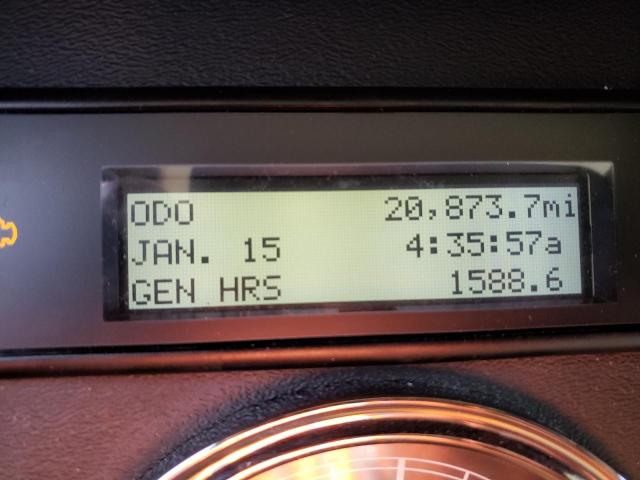 ODO 20,873.7mi
JAN. 15 4:35:57a
GEN HRS 1588.6